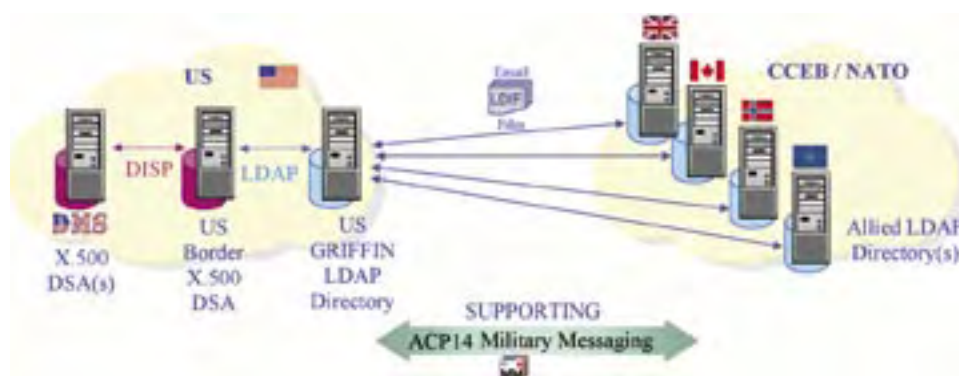 US
CCEB / NATO
Email
LDIF
Files
DISP
LDAP
DMS
X.500
DSA(s)
US
Border
X.500
DSA
US
GRIFFIN
LDAP
Directory
Allied LDAP
Directory(s)
SUPPORTING
ACP14 Military Messaging